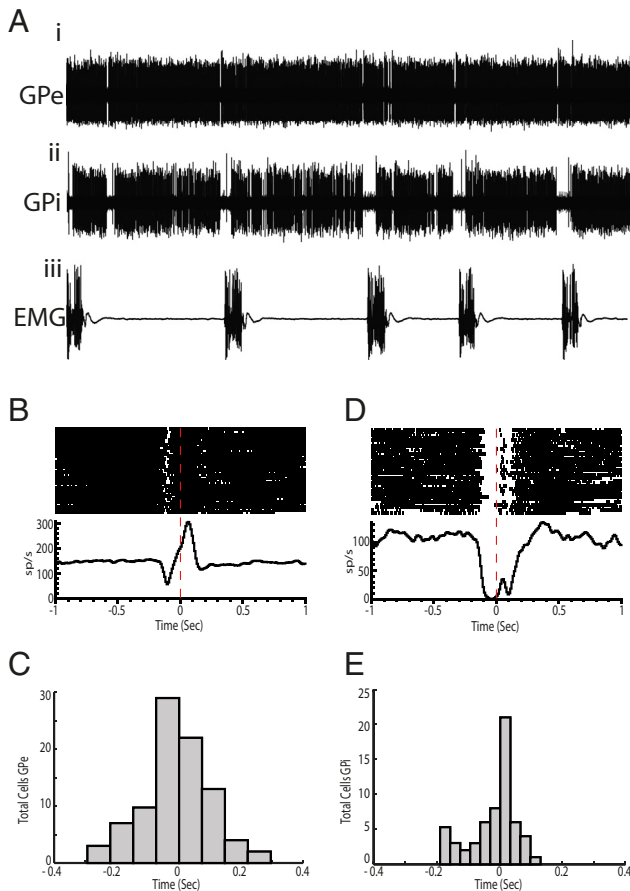 A
i
GPe
ii
GPi
iii
EMG
B
300
200
100
0
sp/s
-1
-0.5
0
0.5
1
Time (Sec)
D
100
50
0
sp/s
-1
-0.5
0
0.5
1
Time (Sec)
C
30
20
10
0
Total Cells GPe
- 0.4
-0.2
0
0.2
0.4
Time (Sec)
E
25
20
15
10
5
0
Total Cells GPi
-0.4
-0.2
0
0.2
0.4
Time (Sec)